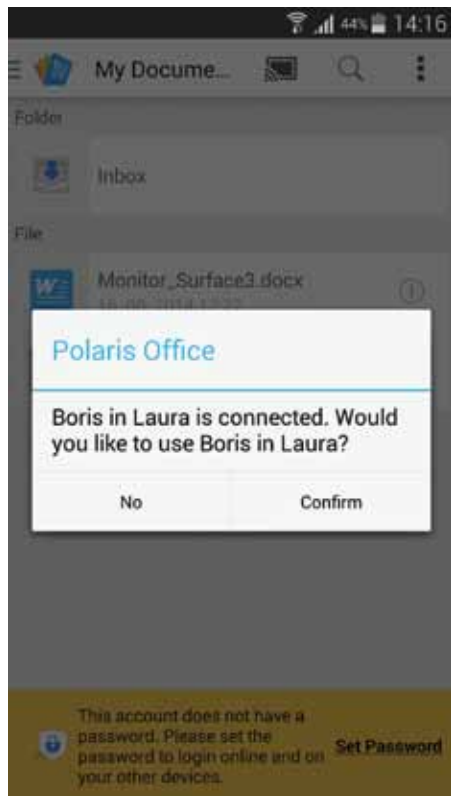 44% 14:16
My Docume...
Folder
Inbox
File
Monitor_Surface3.docx
Polaris Office
Boris in Laura is connected. Would
you like to use Boris in Laura?
No Confirm
This account does not have a
password. Please set the
password to login online and on
your other devices.
Set Password